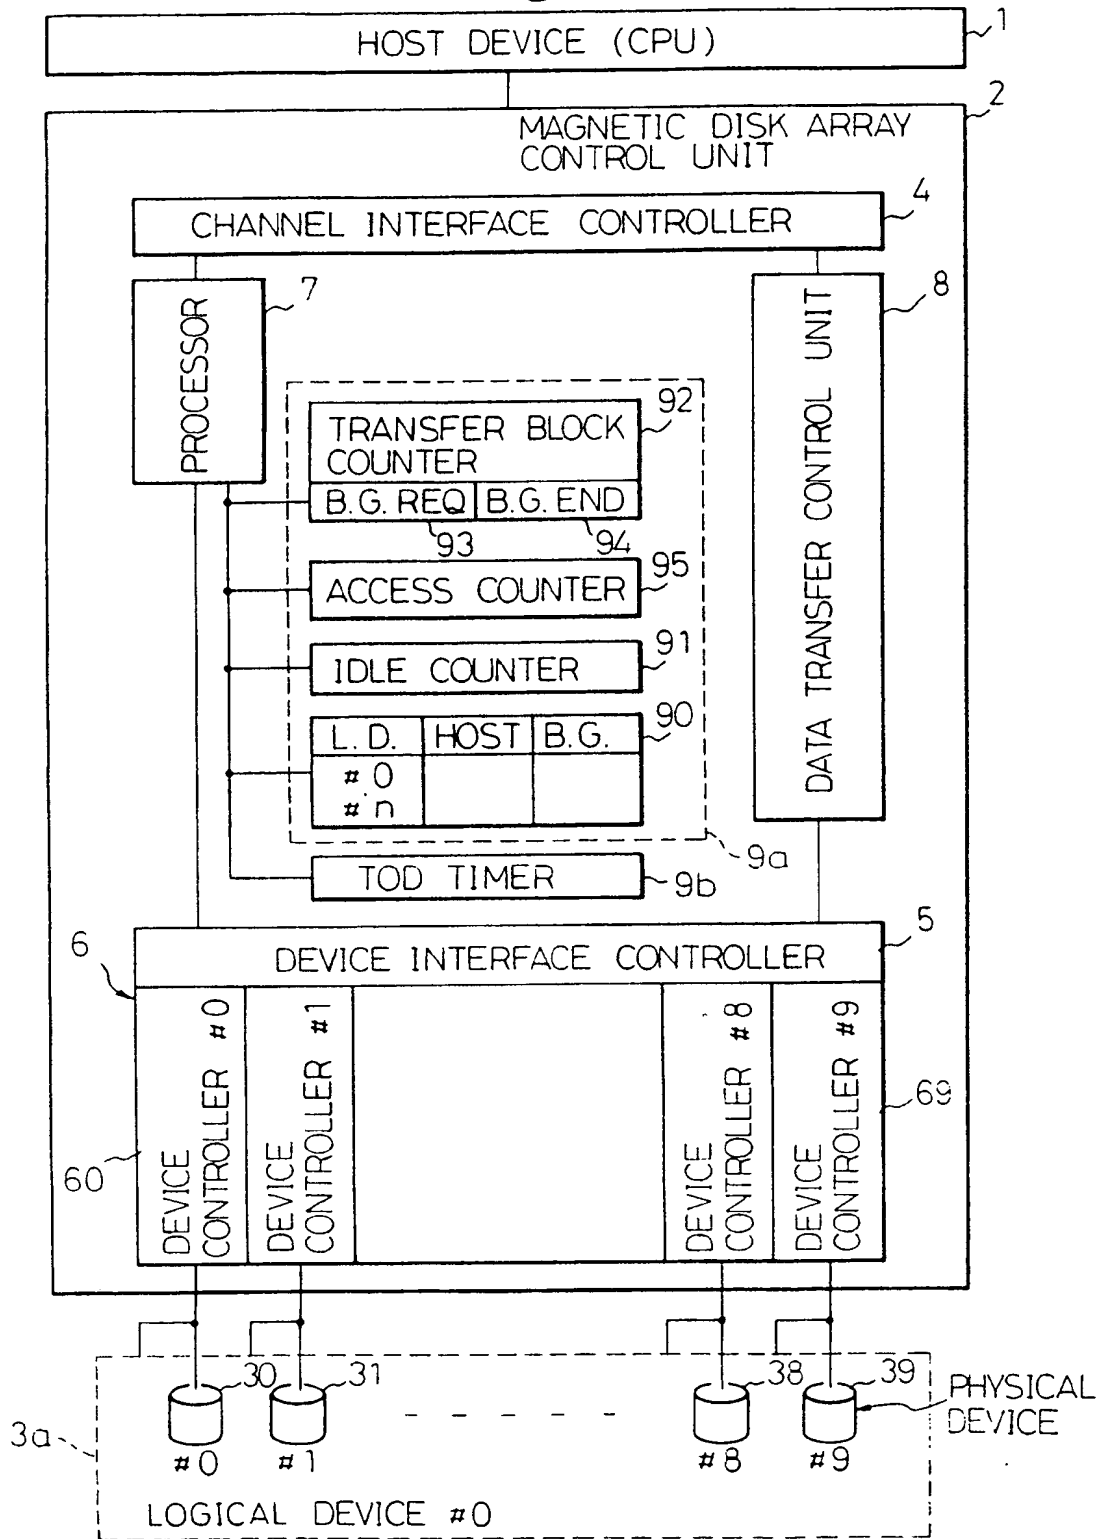 HOST DEVICE (CPU)
1
2
MAGNETIC DISK ARRAY
CONTROL UNIT
4
CHANNEL INTERFACE CONTROLLER
7
8
PROCESSOR
DATA TRANSFER CONTROL UNIT
92
TRANSFER BLOCK
COUNTER
B.G. REQ
B.G. END
93
94
95
ACCESS COUNTER
91
IDLE COUNTER
90
L.D. HOST B.G.
#0
#n
9a
TOD TIMER
9b
6
5
DEVICE INTERFACE CONTROLLER
DEVICE
CONTROLLER #0
DEVICE
CONTROLLER #1
DEVICE
CONTROLLER #8
DEVICE
CONTROLLER #9
60
69
30
31
38
39
PHYSICAL
DEVICE
3a
#0
#1
#8
#9
LOGICAL DEVICE #0